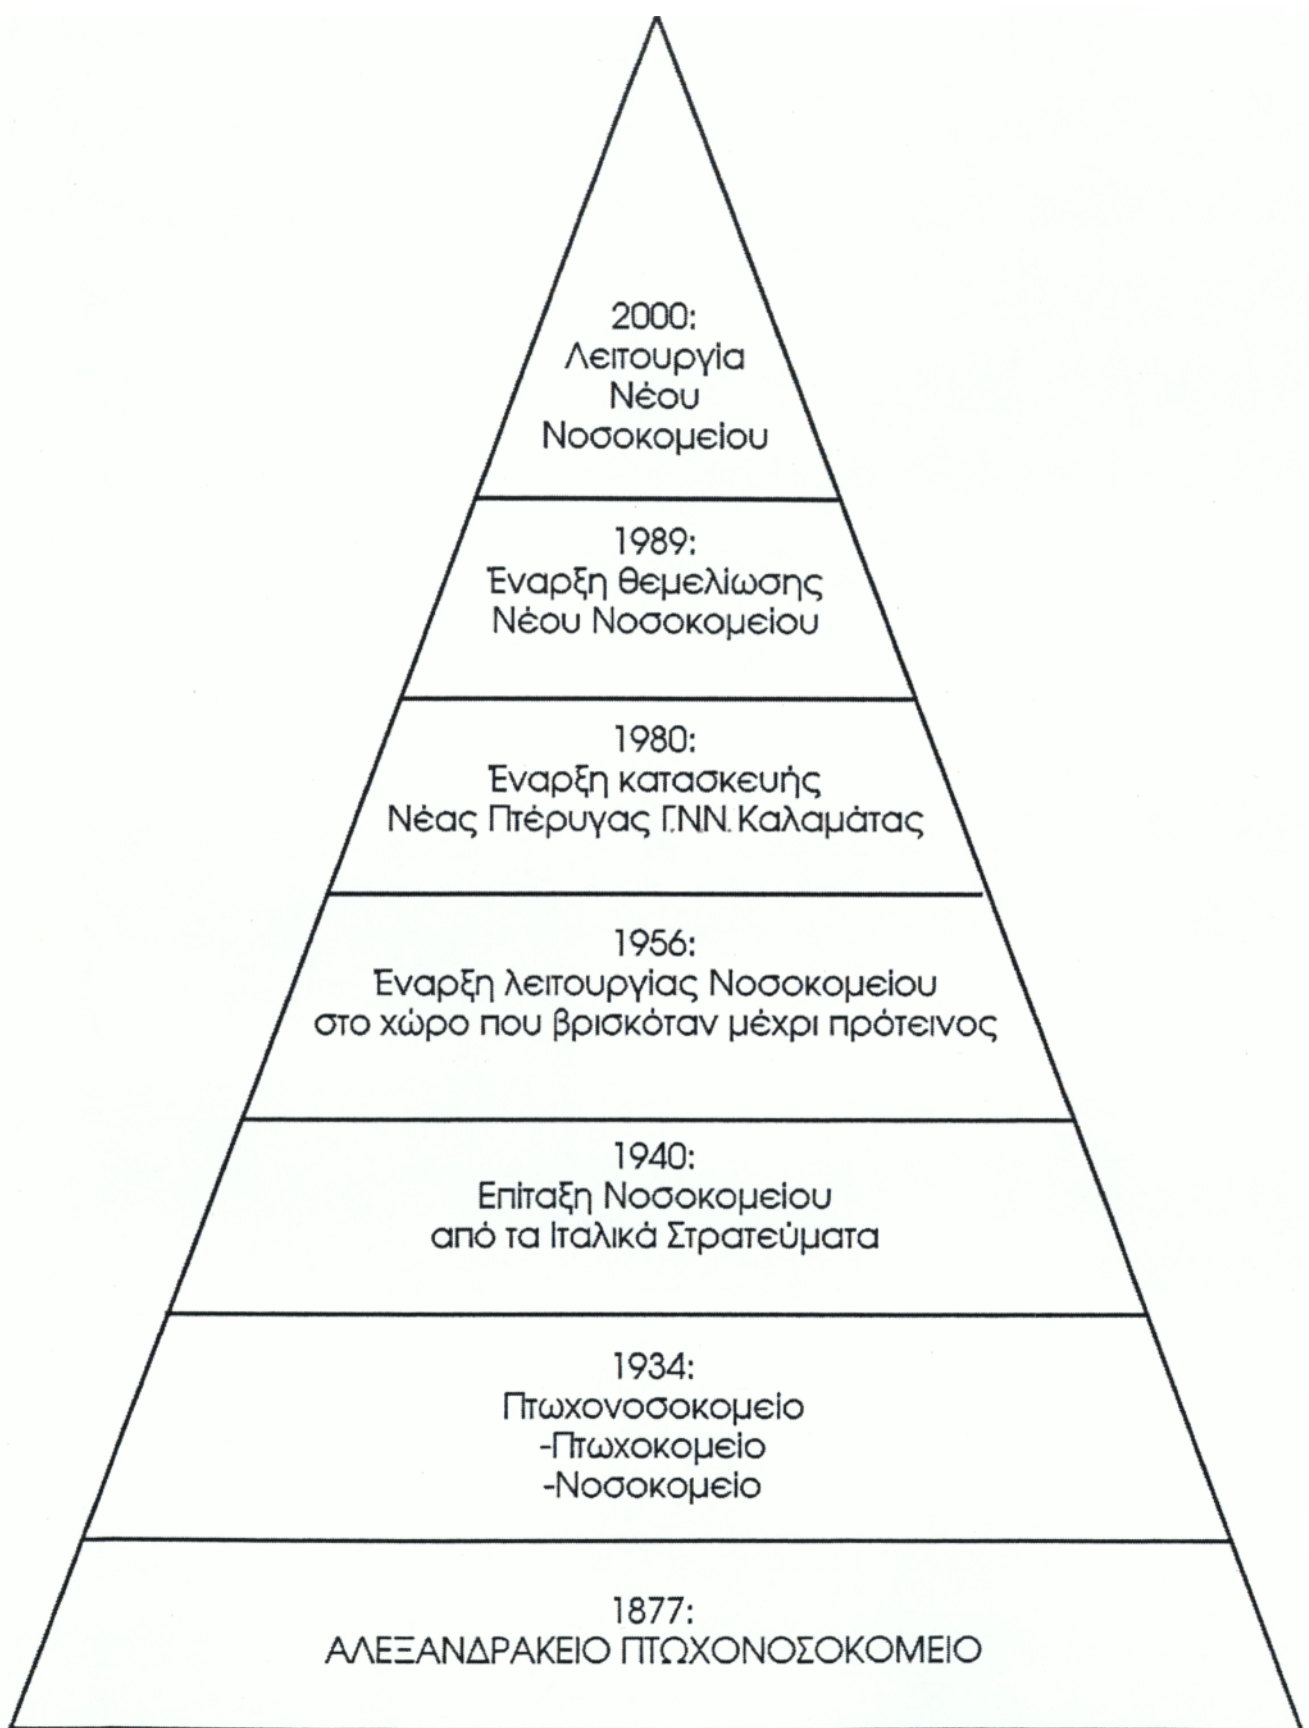 2000:
Λειτουργία
Νέου
Νοσοκομείου
1989:
Έναρξη θεμελίωσης
Νέου Νοσοκομείου
1980:
Έναρξη κατασκευής
Νέας Πτέρυγας Γ.Ν.Ν. Καλαμάτας
1956:
Έναρξη λειτουργίας Νοσοκομείου
στο χώρο που βρισκόταν μέχρι πρότεινος
1940:
Επίταξη Νοσοκομείου
από τα Ιταλικά Στρατεύματα
1934:
Πτωχονοσοκομείο
-Πτωχοκομείο
-Νοσοκομείο
1877:
ΑΛΕΞΑΝΔΡΑΚΕΙΟ ΠΤΩΧΟΝΟΣΟΚΟΜΕΙΟ